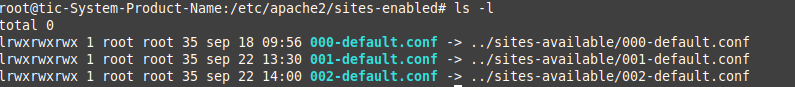 root@tic-System-Product-Name:/etc/apache2/sites-enabled# ls -l
total 0
lrwxrwxrwx 1 root root 35 sep 18 09:56 000-default.conf -> ../sites-available/000-default.conf
lrwxrwxrwx 1 root root 35 sep 22 13:30 001-default.conf -> ../sites-available/001-default.conf
lrwxrwxrwx 1 root root 35 sep 22 14:00 002-default.conf -> ../sites-available/002-default.conf